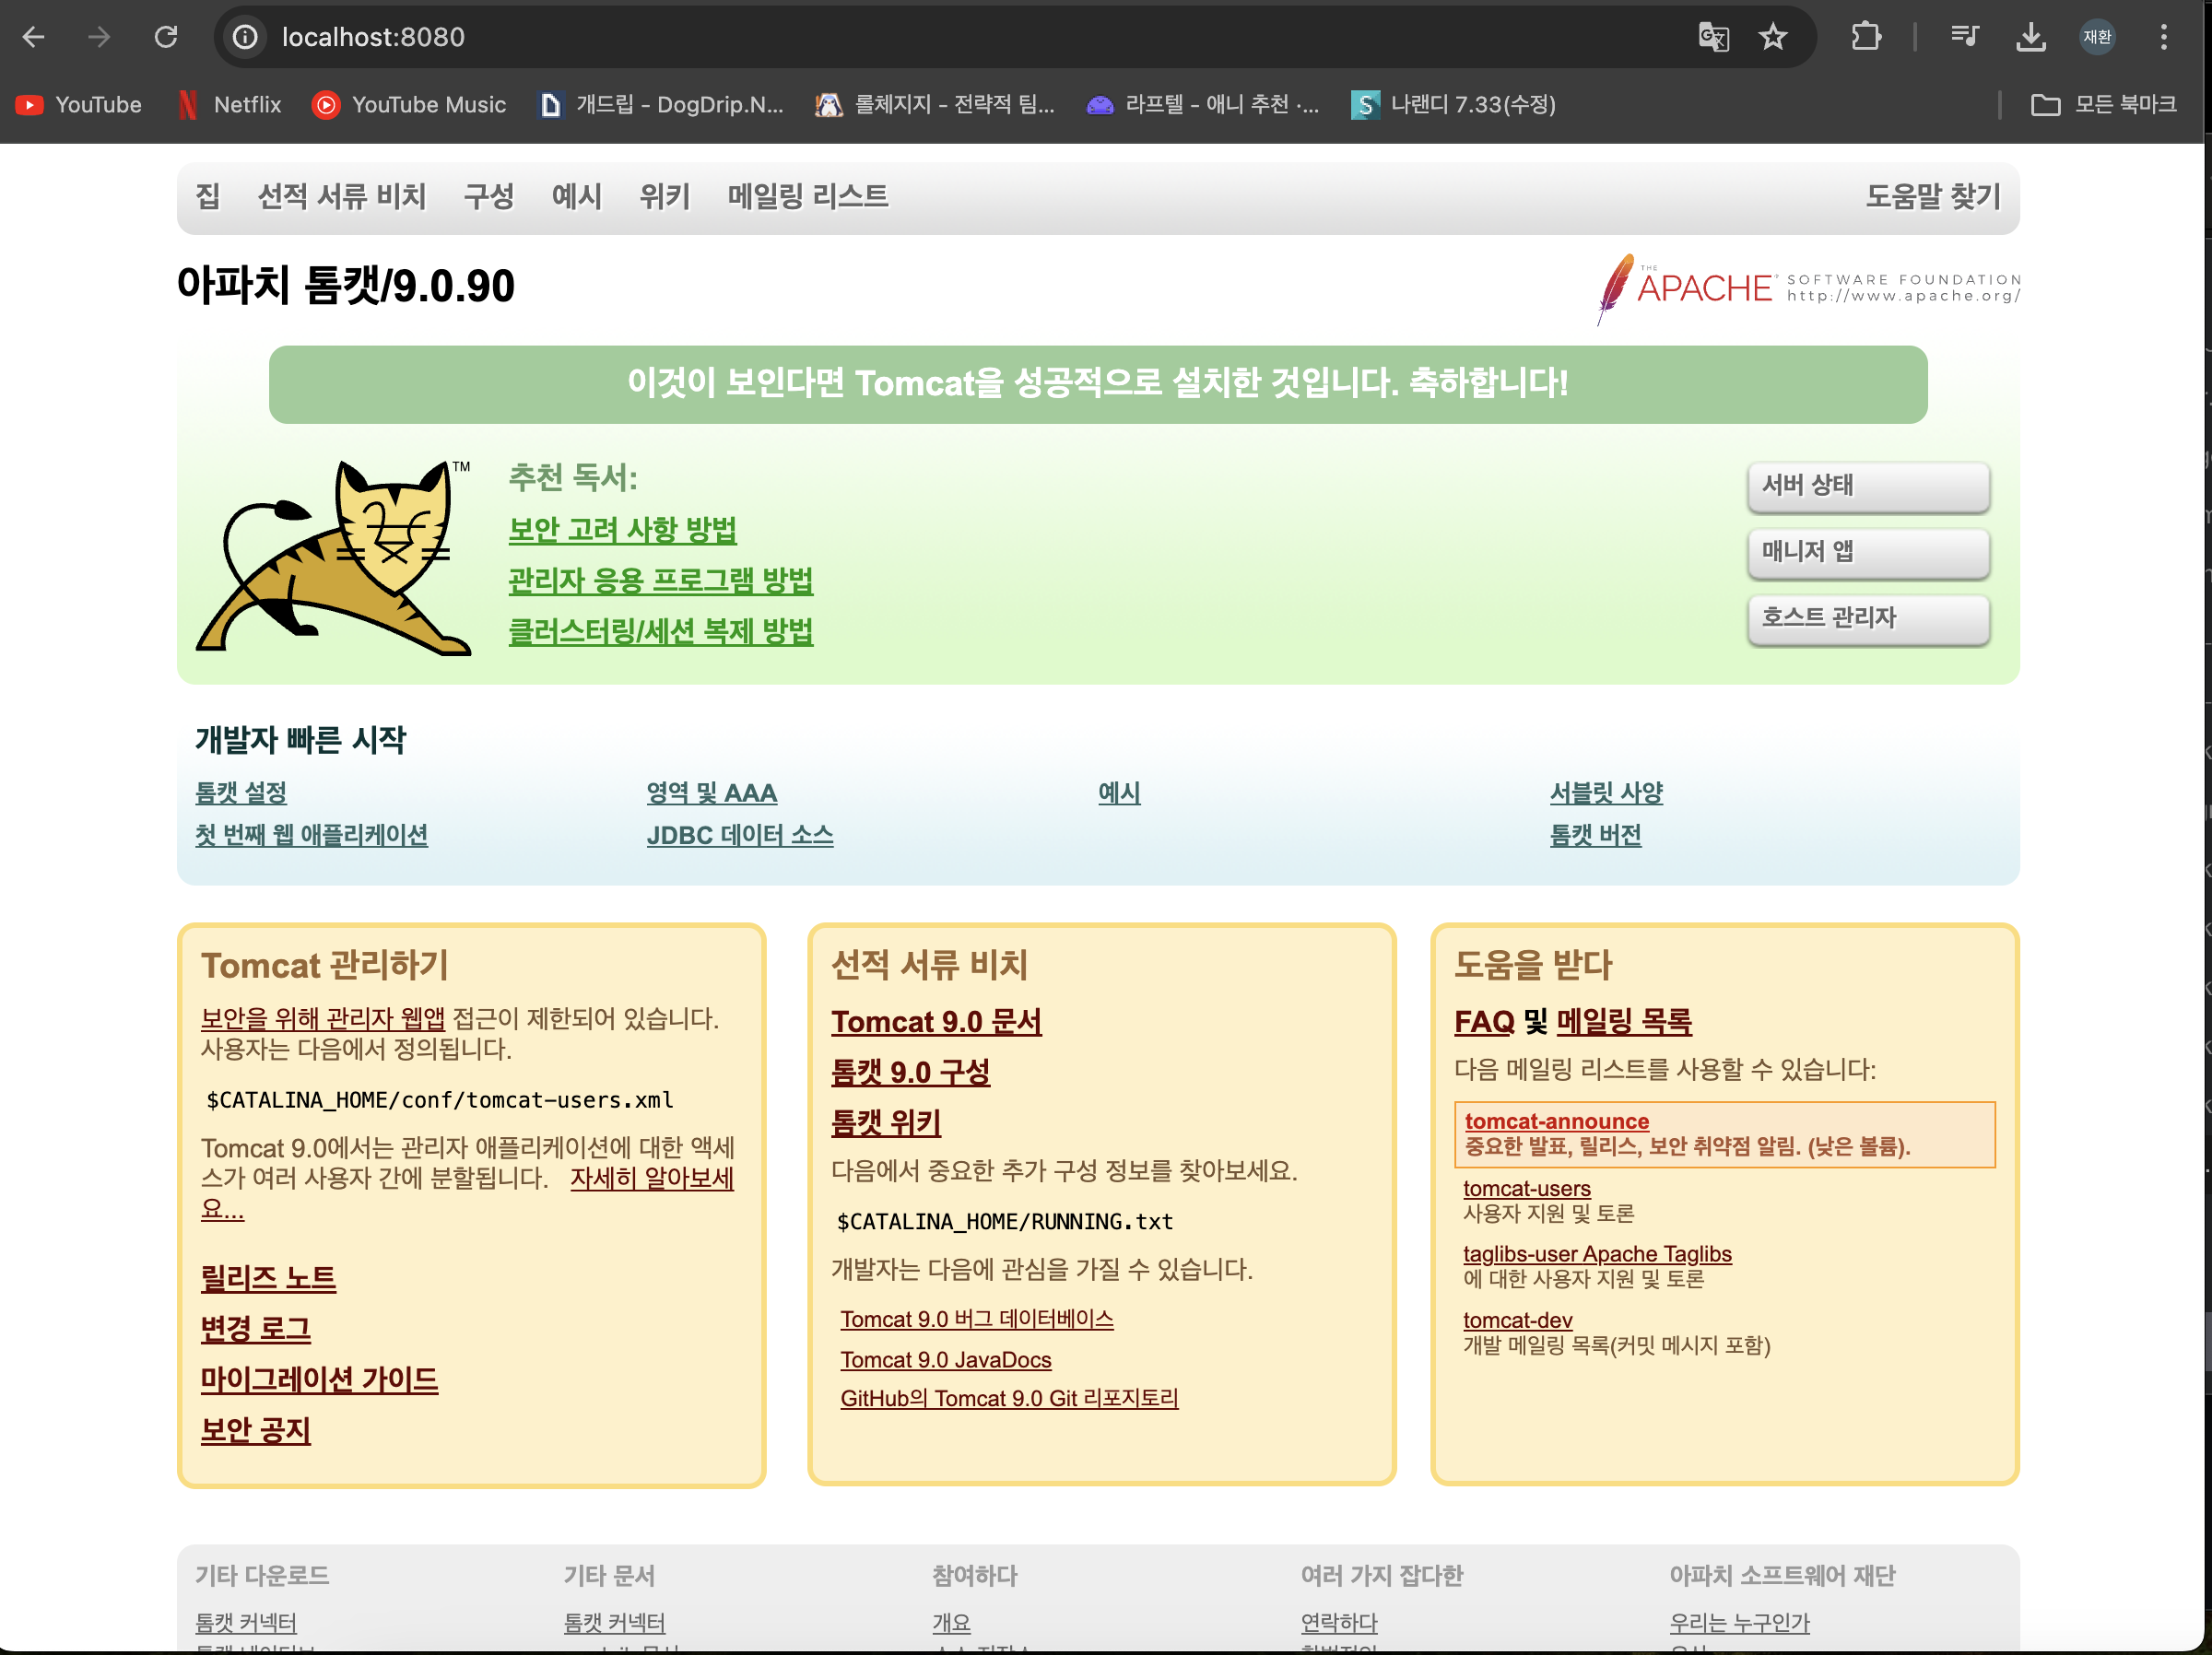 localhost:8080
재환
YouTube
Netflix
YouTube Music
개드립 - DogDrip.N...
롤체지지 - 전략적 팀...
라프텔 - 애니 추천 ·...
나랜디 7.33(수정)
모든 북마크
집 선적 서류 비치 구성 예시 위키 메일링 리스트 도움말 찾기
아파치 톰캣/9.0.90
THE APACHE SOFTWARE FOUNDATION
http://www.apache.org/
이것이 보인다면 Tomcat을 성공적으로 설치한 것입니다. 축하합니다!
TM
추천 독서:
보안 고려 사항 방법
관리자 응용 프로그램 방법
클러스터링/세션 복제 방법
서버 상태
매니저 앱
호스트 관리자
개발자 빠른 시작
톰캣 설정
첫 번째 웹 애플리케이션
영역 및 AAA
JDBC 데이터 소스
예시
서블릿 사양
톰캣 버전
Tomcat 관리하기
보안을 위해 관리자 웹앱 접근이 제한되어 있습니다.
사용자는 다음에서 정의됩니다.
$CATALINA_HOME/conf/tomcat-users.xml
Tomcat 9.0에서는 관리자 애플리케이션에 대한 액세
스가 여러 사용자 간에 분할됩니다. 자세히 알아보세
요...
릴리즈 노트
변경 로그
마이그레이션 가이드
보안 공지
선적 서류 비치
Tomcat 9.0 문서
톰캣 9.0 구성
톰캣 위키
다음에서 중요한 추가 구성 정보를 찾아보세요.
$CATALINA_HOME/RUNNING.txt
개발자는 다음에 관심을 가질 수 있습니다.
Tomcat 9.0 버그 데이터베이스
Tomcat 9.0 JavaDocs
GitHub의 Tomcat 9.0 Git 리포지토리
도움을 받다
FAQ 및 메일링 목록
다음 메일링 리스트를 사용할 수 있습니다:
tomcat-announce
중요한 발표, 릴리스, 보안 취약점 알림. (낮은 볼륨).
tomcat-users
사용자 지원 및 토론
taglibs-user Apache Taglibs
에 대한 사용자 지원 및 토론
tomcat-dev
개발 메일링 목록(커밋 메시지 포함)
기타 다운로드
톰캣 커넥터
기타 문서
톰캣 커넥터
참여하다
개요
여러 가지 잡다한
연락하다
아파치 소프트웨어 재단
우리는 누구인가